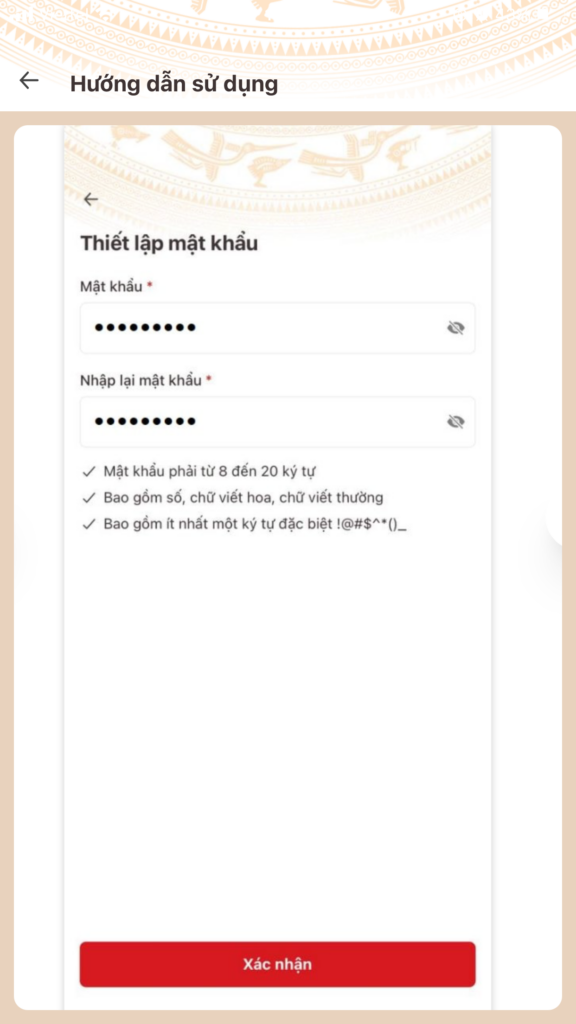 Hướng dẫn sử dụng
Thiết lập mật khẩu
Mật khẩu *
•••••••••
Nhập lại mật khẩu *
•••••••••
Mật khẩu phải từ 8 đến 20 ký tự
Bao gồm số, chữ viết hoa, chữ viết thường
Bao gồm ít nhất một ký tự đặc biệt !@#$^*()_
Xác nhận